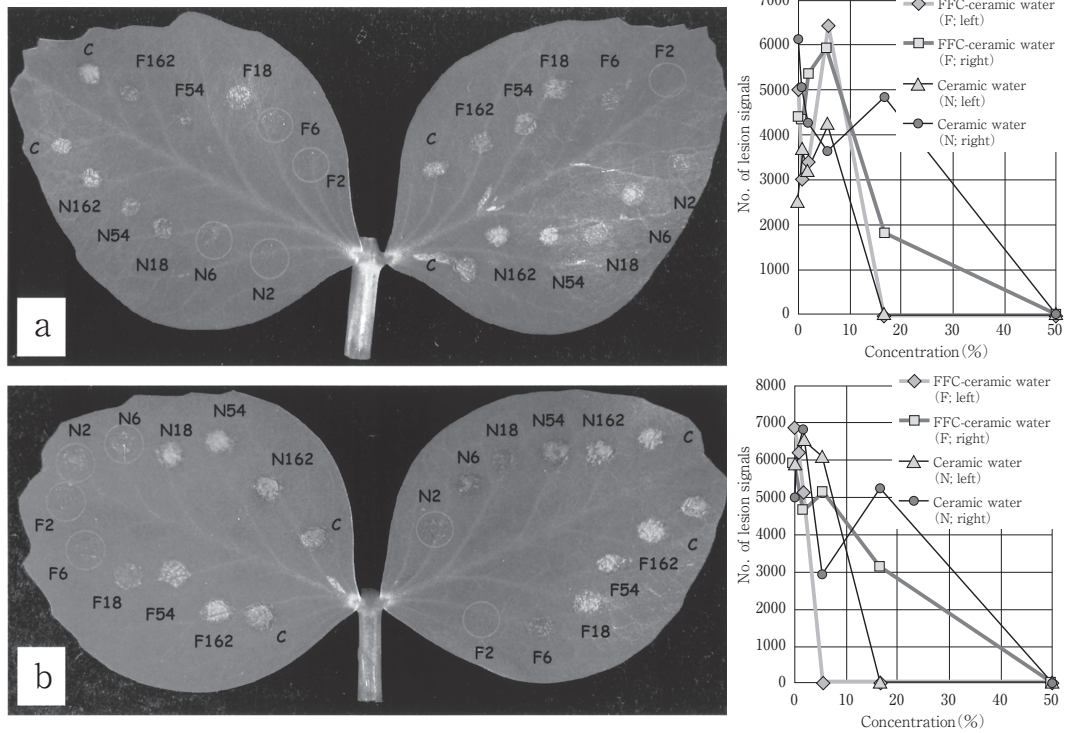 C
F162
F54
F18
F6
F2
C
N162
N54
N18
N6
N2
F2
F6
F18
F54
F162
C
N2
N6
N18
N54
N162
C
a
7000
6000
5000
4000
3000
2000
1000
0
No. of lesion signals
0 10 20 30 40 50
Concentration (%)
FFC-ceramic water
(F; left)
FFC-ceramic water
(F; right)
Ceramic water
(N; left)
Ceramic water
(N; right)
N2
N6
N18
N54
N162
C
F2
F6
F18
F54
F162
C
N54
N162
C
N18
N6
N2
C
F162
F54
F18
F6
F2
b
8000
7000
6000
5000
4000
3000
2000
1000
0
No. of lesion signals
0 10 20 30 40 50
Concentration (%)
FFC-ceramic water
(F; left)
FFC-ceramic water
(F; right)
Ceramic water
(N; left)
Ceramic water
(N; right)